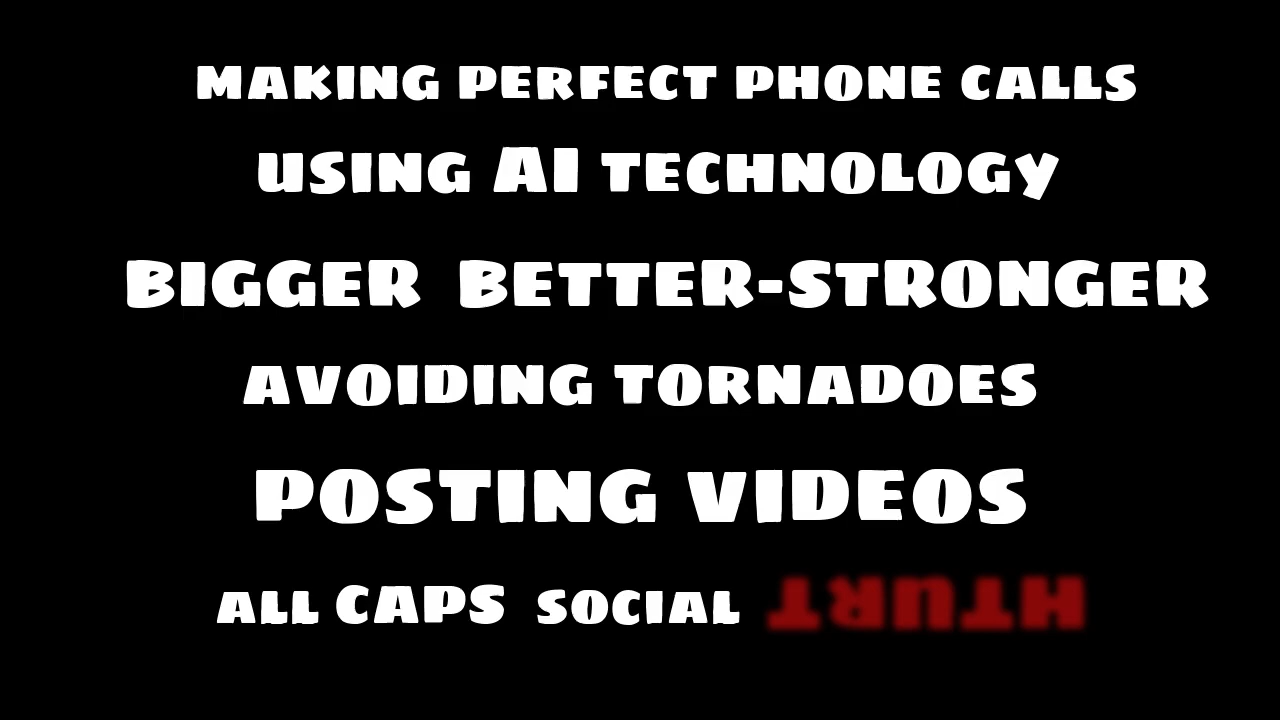 MAKING PERFECT PHONE CALLS
USING AI TECHNOLOGY
BIGGER BETTER-STRONGER
AVOIDING TORNADOES
POSTING VIDEOS
ALL CAPS SOCIAL TRUTH